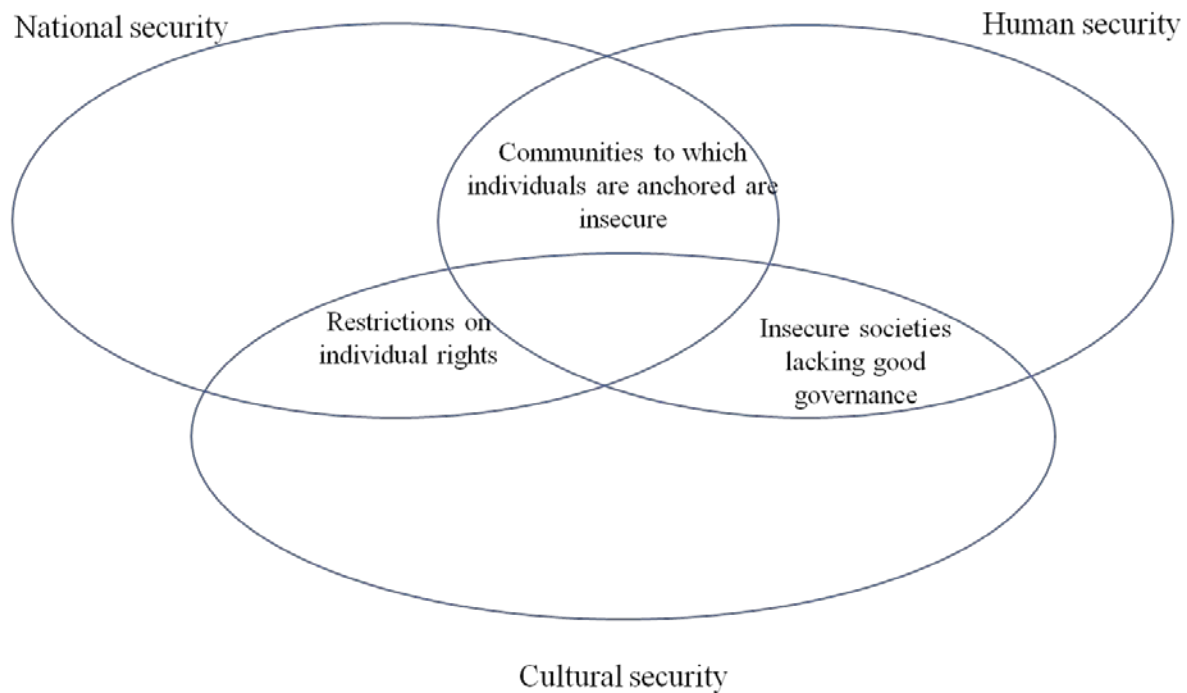 National security
Human security
Communities to which
individuals are anchored are
insecure
Restrictions on
individual rights
Insecure societies
lacking good
governance
Cultural security